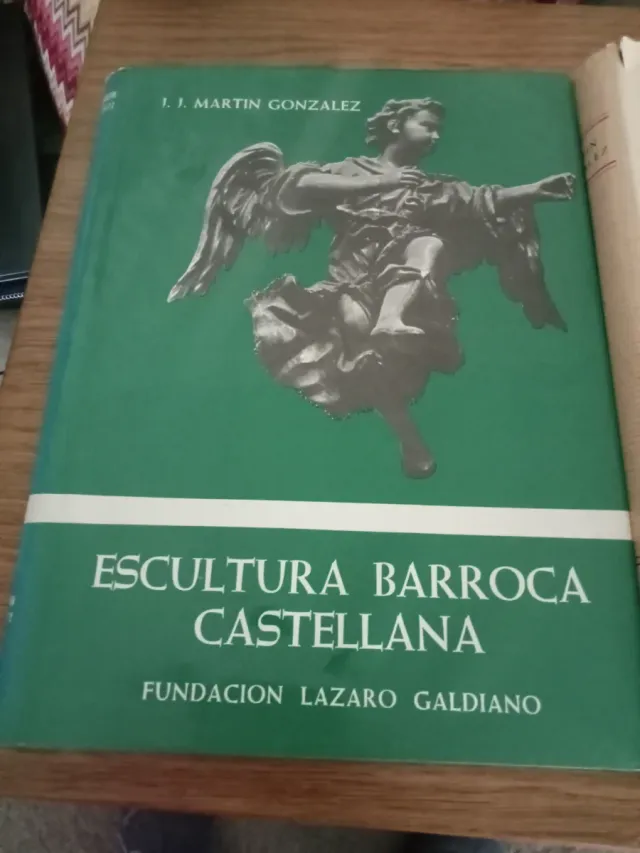 J. J. MARTIN GONZALEZ
ESCULTURA BARROCA
CASTELLANA
FUNDACION LAZARO GALDIANO